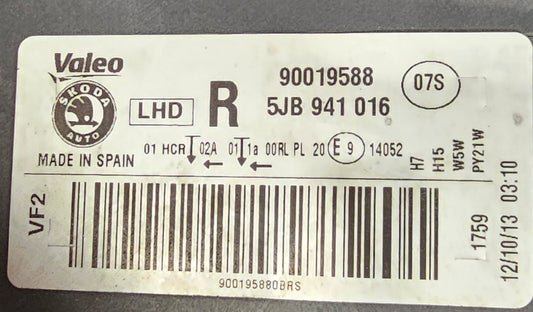 Valeo
90019588
07S
SKODA
AUTO
LHD
R
5JB 941 016
01 HCR 02A 01 1a 00RL PL 20 E 9 14052
MADE IN SPAIN
H7
H15
W5W
PY21W
VF2
900195880BRS
1759
12/10/13 03:10